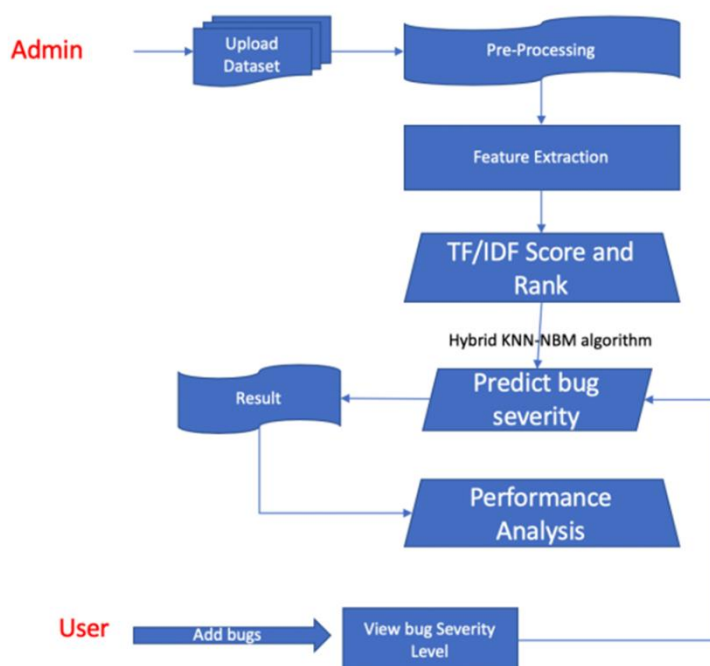 Admin
Upload
Dataset
Pre-Processing
Feature Extraction
TF/IDF Score and
Rank
Hybrid KNN-NBM algorithm
Predict bug
severity
Result
Performance
Analysis
User
Add bugs
View bug Severity
Level